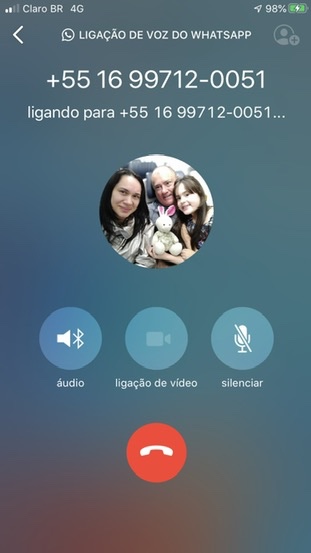 Claro BR 4G 98%
LIGAÇÃO DE VOZ DO WHATSAPP
+55 16 99712-0051
ligando para +55 16 99712-0051...
áudio ligação de vídeo silenciar